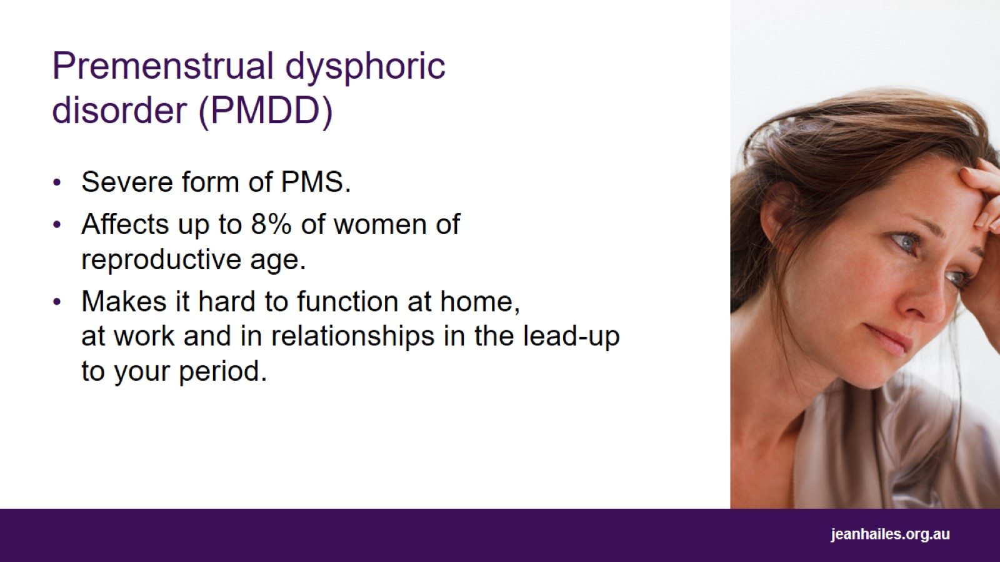 Premenstrual dysphoric
disorder (PMDD)
• Severe form of PMS.
• Affects up to 8% of women of
reproductive age.
• Makes it hard to function at home,
at work and in relationships in the lead-up
to your period.
jeanhailes.org.au